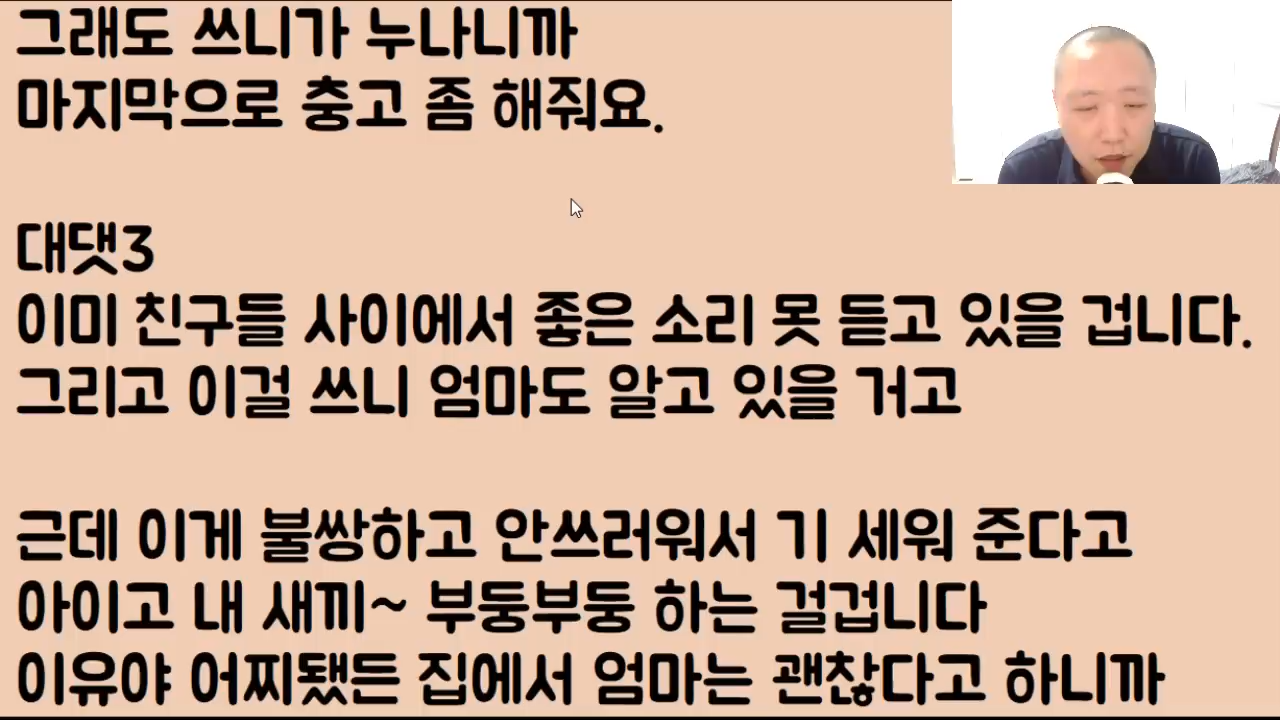 그래도 쓰니가 누나니까
마지막으로 충고 좀 해줘요.
대댓3
이미 친구들 사이에서 좋은 소리 못 듣고 있을 겁니다.
그리고 이걸 쓰니 엄마도 알고 있을 거고
근데 이게 불쌍하고 안쓰러워서 기 세워 준다고
아이고 내 새끼~ 부둥부둥 하는 걸겁니다
이유야 어찌됐든 집에서 엄마는 괜찮다고 하니까